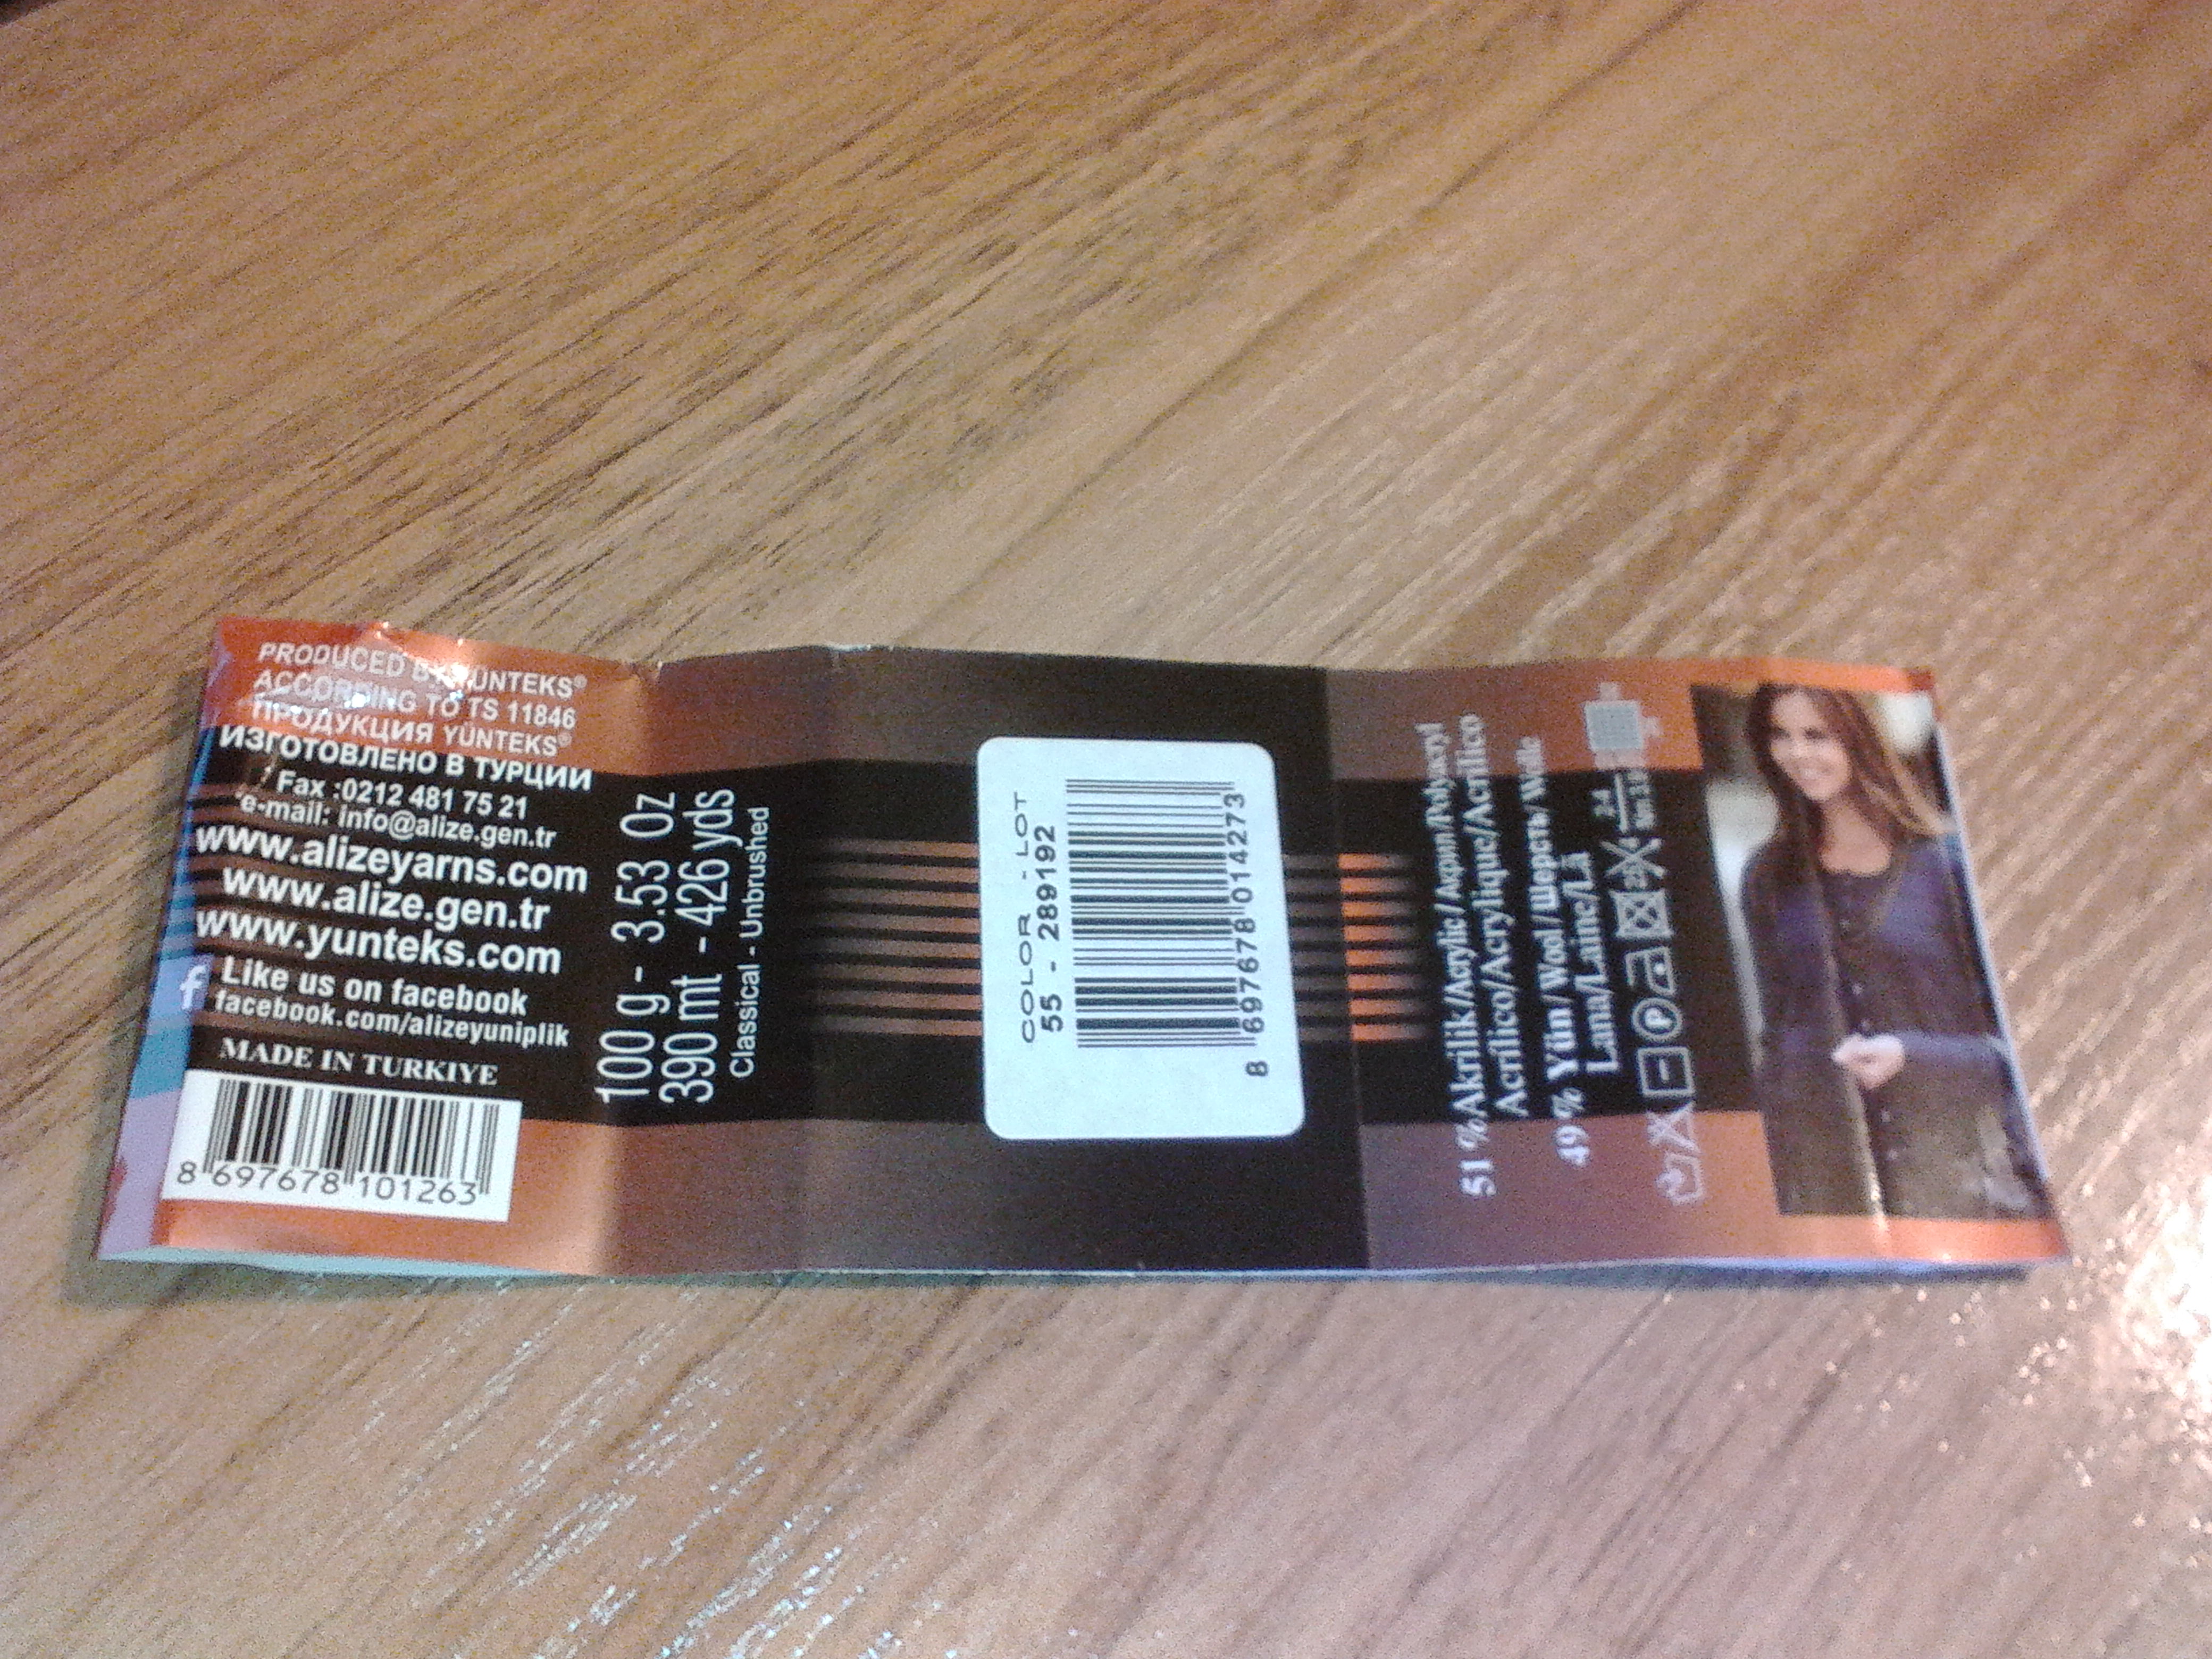 PRODUCED BY YÜNTEKS®
ACCORDING TO TS 11846
ПРОДУКЦИЯ YÜNTEKS®
ИЗГОТОВЛЕНО В ТУРЦИИ
Fax :0212 481 75 21
e-mail: info@alize.gen.tr
www.alizeyarns.com
www.alize.gen.tr
www.yunteks.com
f Like us on facebook
facebook.com/alizeyuniplik
MADE IN TURKIYE
8 697678 101263
100 g - 3.53 Oz
390 mt - 426 yds
Classical - Unbrushed
COLOR - LOT
55 - 289192
8 697678 014273
51 % Akrilik/Acrylic/Акрил/Polyacryl
Acrilico/Acrylique/Acrílico
49 % Yün/Wool/Шерсть/Wolle
Lana/Laine/Lã
P